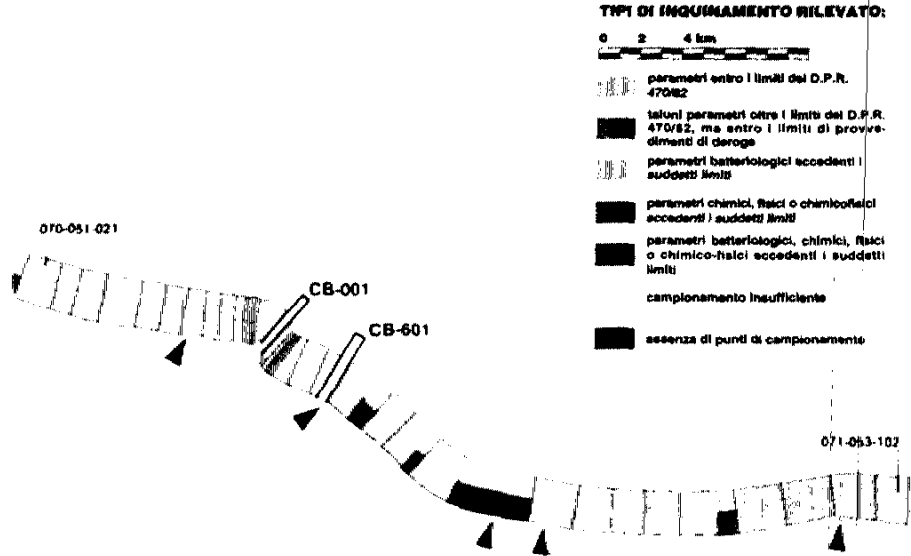 TIPI DI INQUINAMENTO RILEVATO:
0 2 4 km
parametri entro i limiti del D.P.R.
470/82
taluni parametri oltre i limiti del D.P.R.
470/82, ma entro i limiti di provve-
dimenti di deroga
parametri batteriologici eccedenti i
suddetti limiti
parametri chimici, fisici o chimicofisici
eccedenti i suddetti limiti
parametri batteriologici, chimici, fisici
o chimico-fisici eccedenti i suddetti
limiti
campionamento insufficiente
assenza di punti di campionamento
070-051-021
CB-001
CB-601
071-053-102